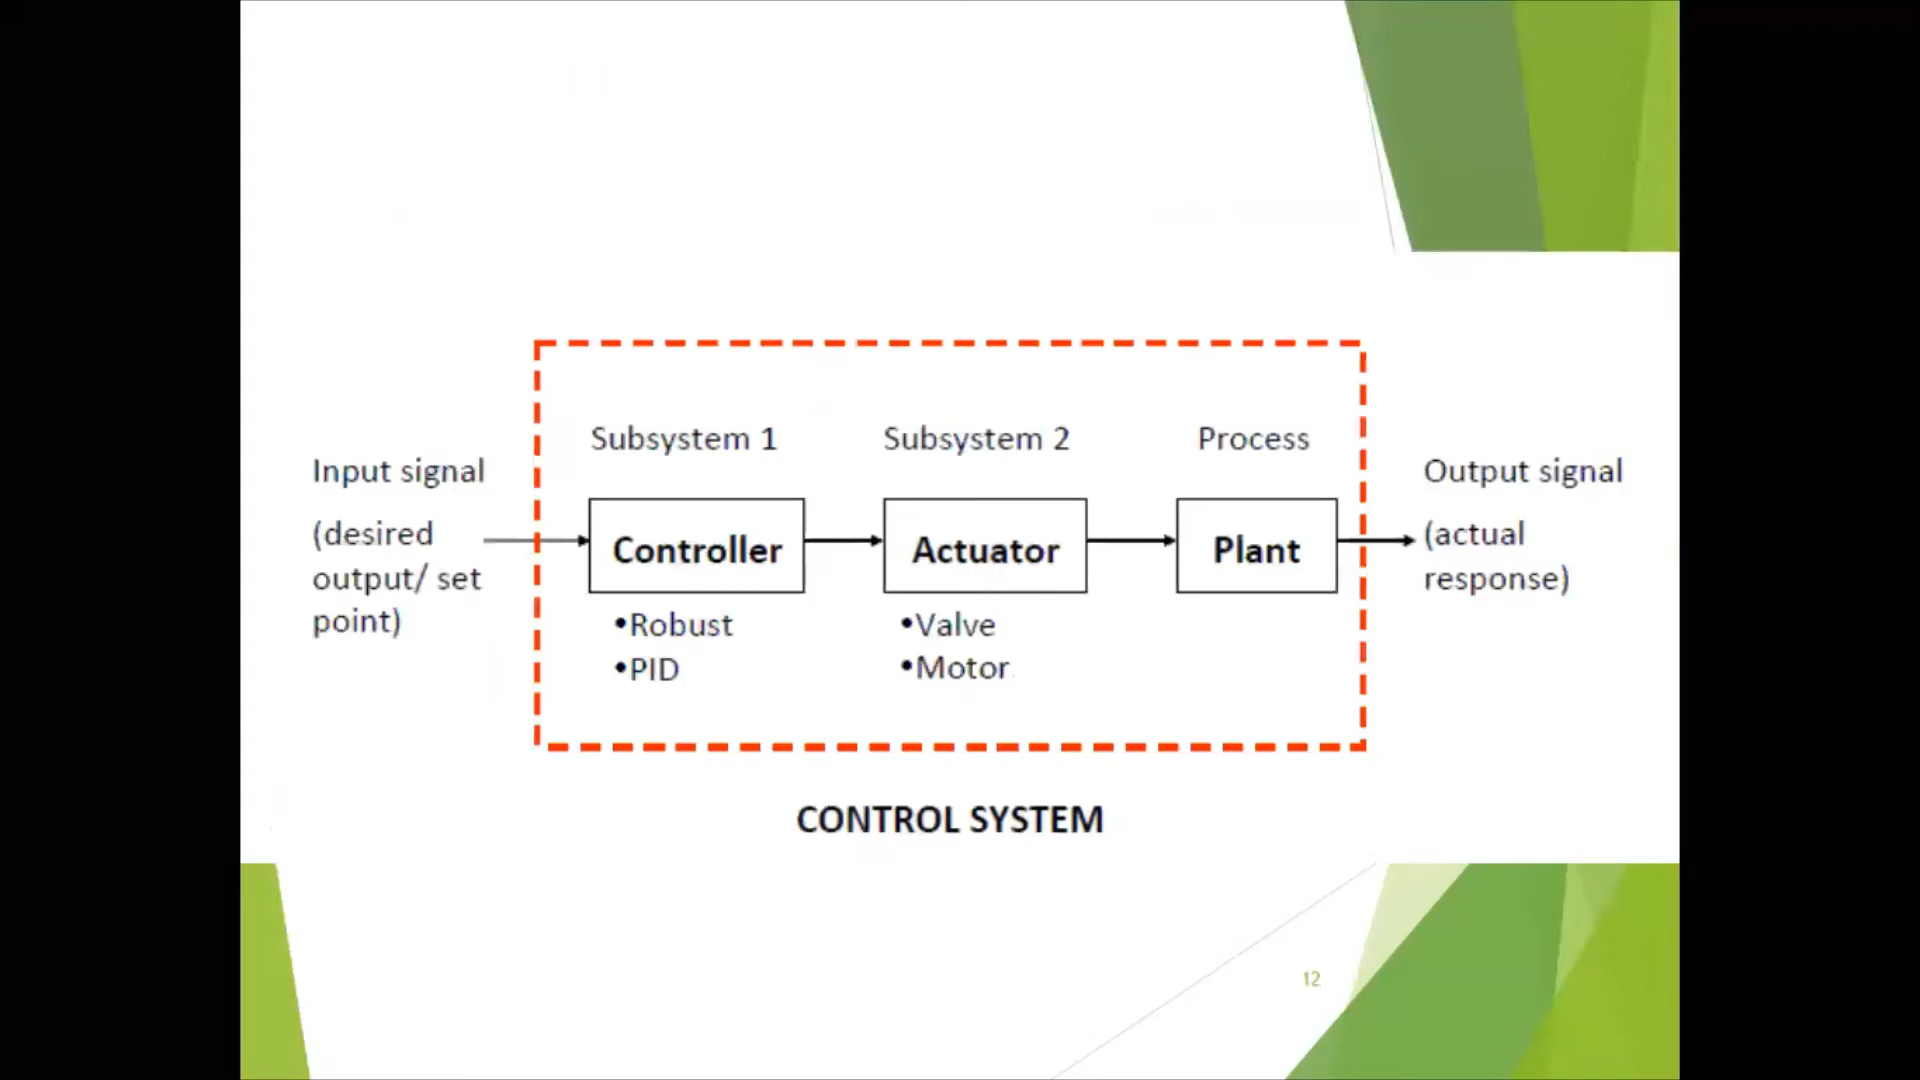 Subsystem 1
Subsystem 2
Process
Input signal
(desired
output/ set
point)
Controller
Actuator
Plant
Output signal
(actual
response)
•Robust
•PID
•Valve
•Motor
CONTROL SYSTEM
12